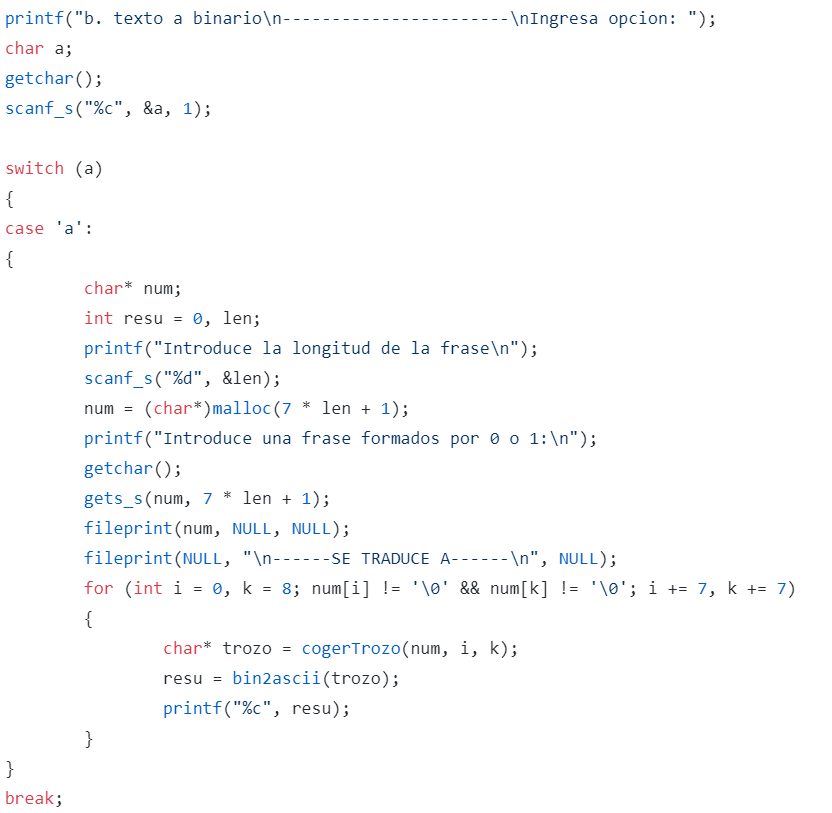 printf("b. texto a binario\n-----------------------\nIngresa opcion: ");
char a;
getchar();
scanf_s("%c", &a, 1);
switch (a)
{
case 'a':
{
char* num;
int resu = 0, len;
printf("Introduce la longitud de la frase\n");
scanf_s("%d", &len);
num = (char*)malloc(7 * len + 1);
printf("Introduce una frase formados por 0 o 1:\n");
getchar();
gets_s(num, 7 * len + 1);
fileprint(num, NULL, NULL);
fileprint(NULL, "\n------SE TRADUCE A------\n", NULL);
for (int i = 0, k = 8; num[i] != '\0' && num[k] != '\0'; i += 7, k += 7)
{
char* trozo = cogerTrozo(num, i, k);
resu = bin2ascii(trozo);
printf("%c", resu);
}
}
break;